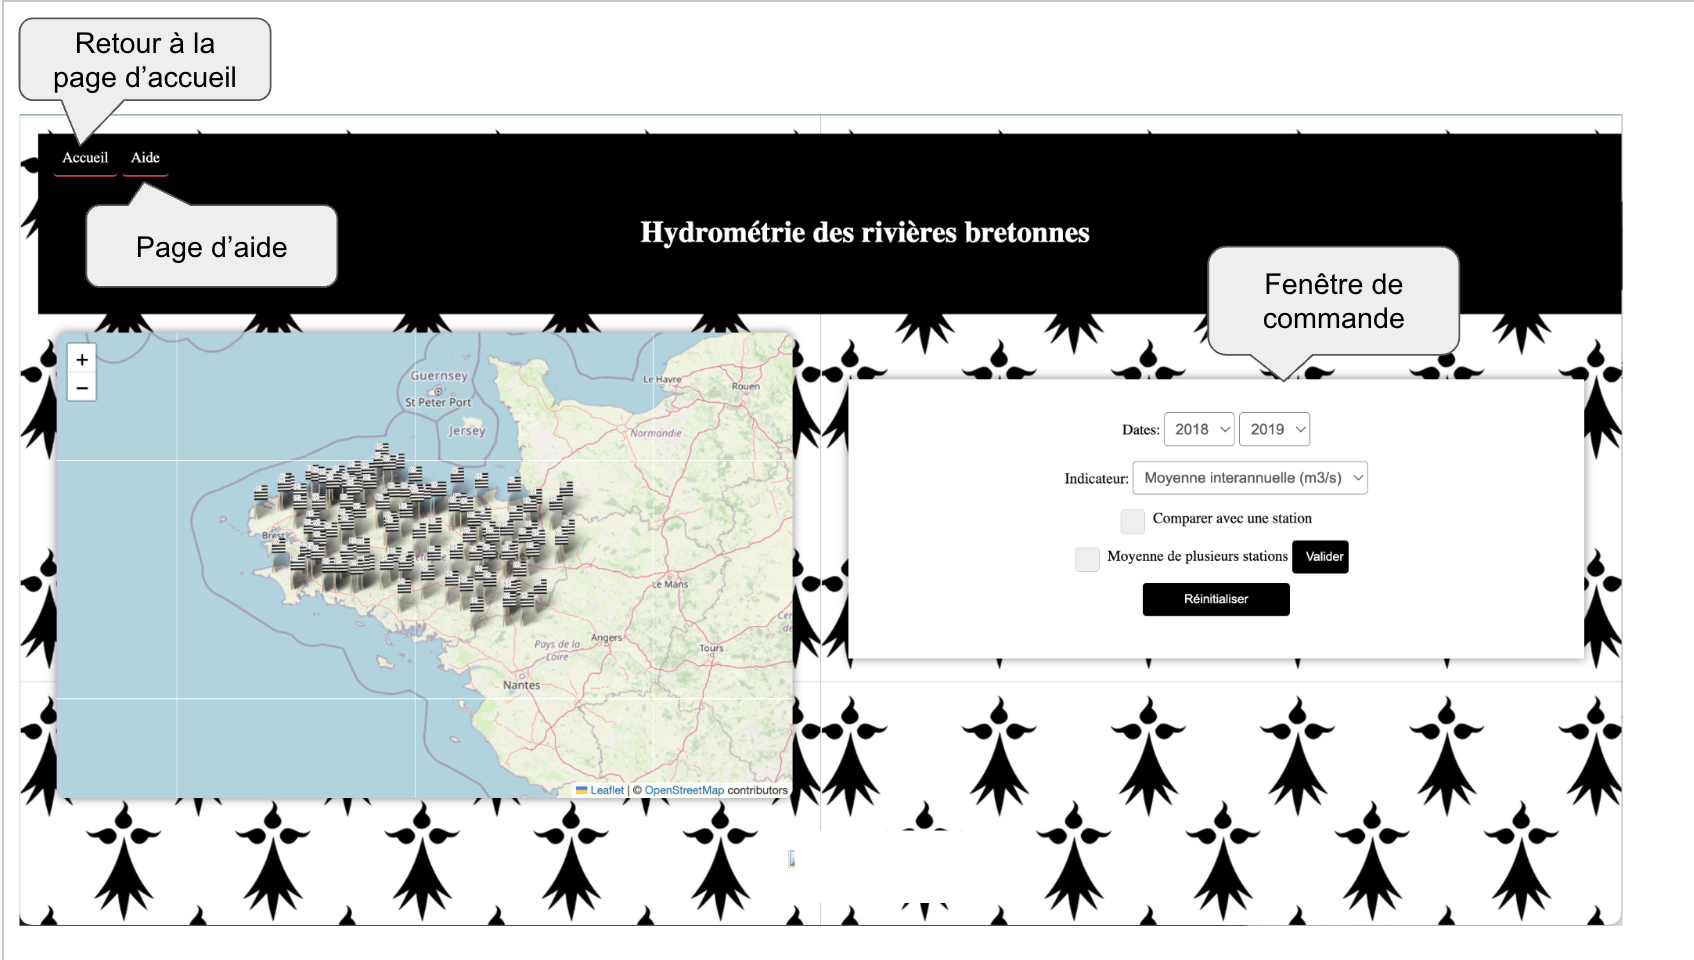 Retour à la
page d’accueil
Accueil
Aide
Page d’aide
Hydrométrie des rivières bretonnes
Fenêtre de
commande
+
−
Guernsey
St Peter Port
Jersey
Le Havre
Rouen
Normandie
Brest
Le Mans
Pays de la
Loire
Angers
Tours
Nantes
Leaflet | © OpenStreetMap contributors
Dates: 2018 2019
Indicateur: Moyenne interannuelle (m3/s)
Comparer avec une station
Moyenne de plusieurs stations Valider
Réinitialiser